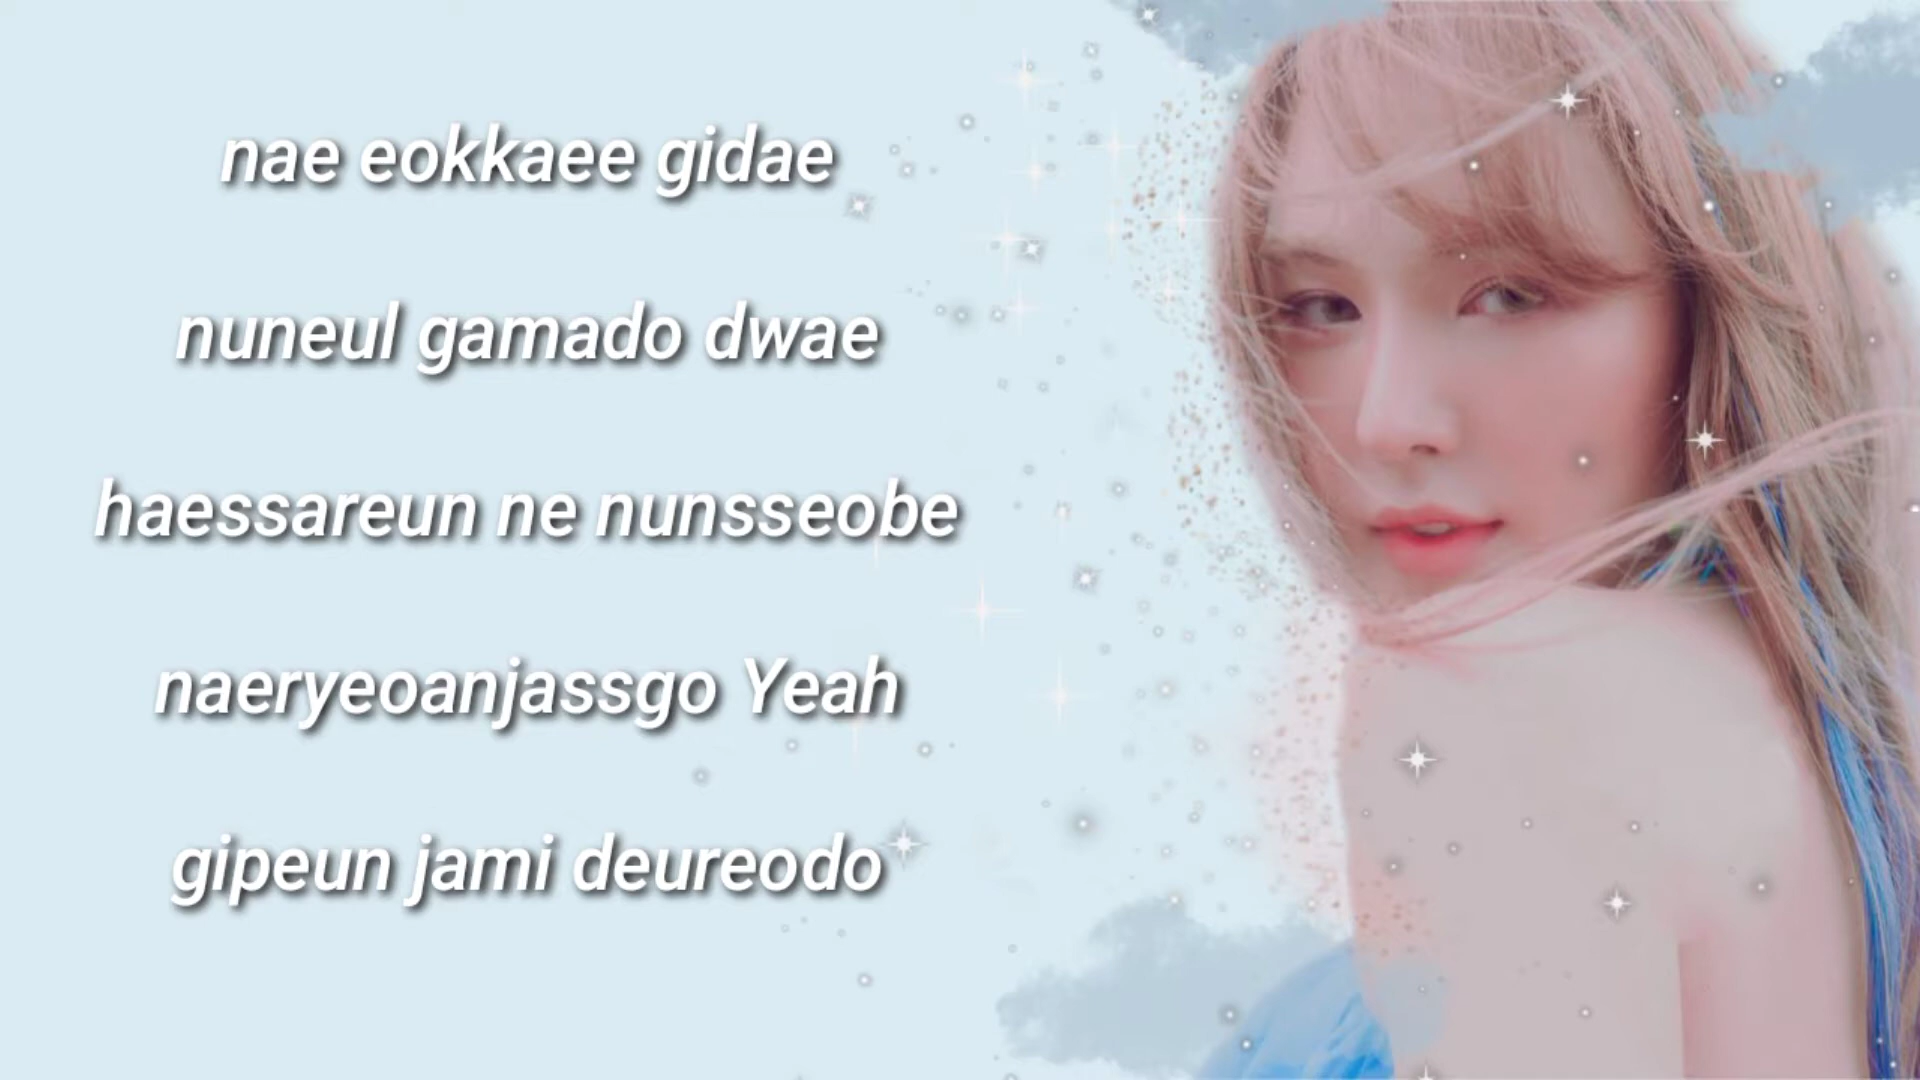 nae eokkaee gidae
nuneul gamado dwae
haessareun ne nunsseobe
naeryeoanjassgo Yeah
gipeun jami deureodo